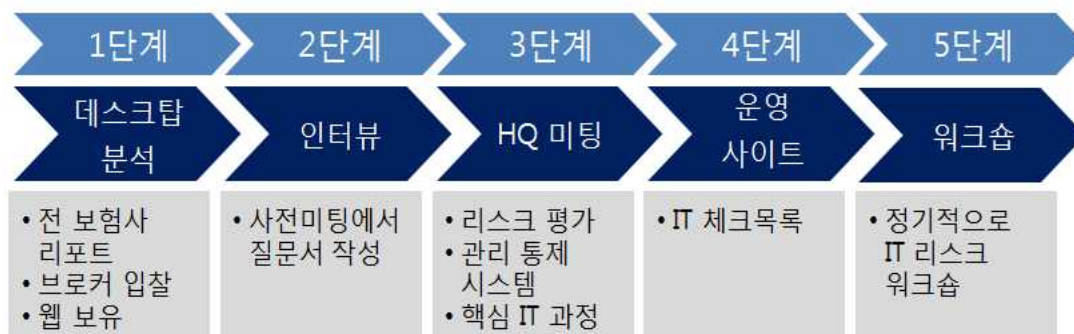 1단계
2단계
3단계
4단계
5단계
데스크탑
분석
인터뷰
HQ 미팅
운영
사이트
워크숍
• 전 보험사
리포트
• 브로커 입찰
• 웹 보유
• 사전미팅에서
질문서 작성
• 리스크 평가
• 관리 통제
시스템
• 핵심 IT 과정
• IT 체크목록
• 정기적으로
IT 리스크
워크숍